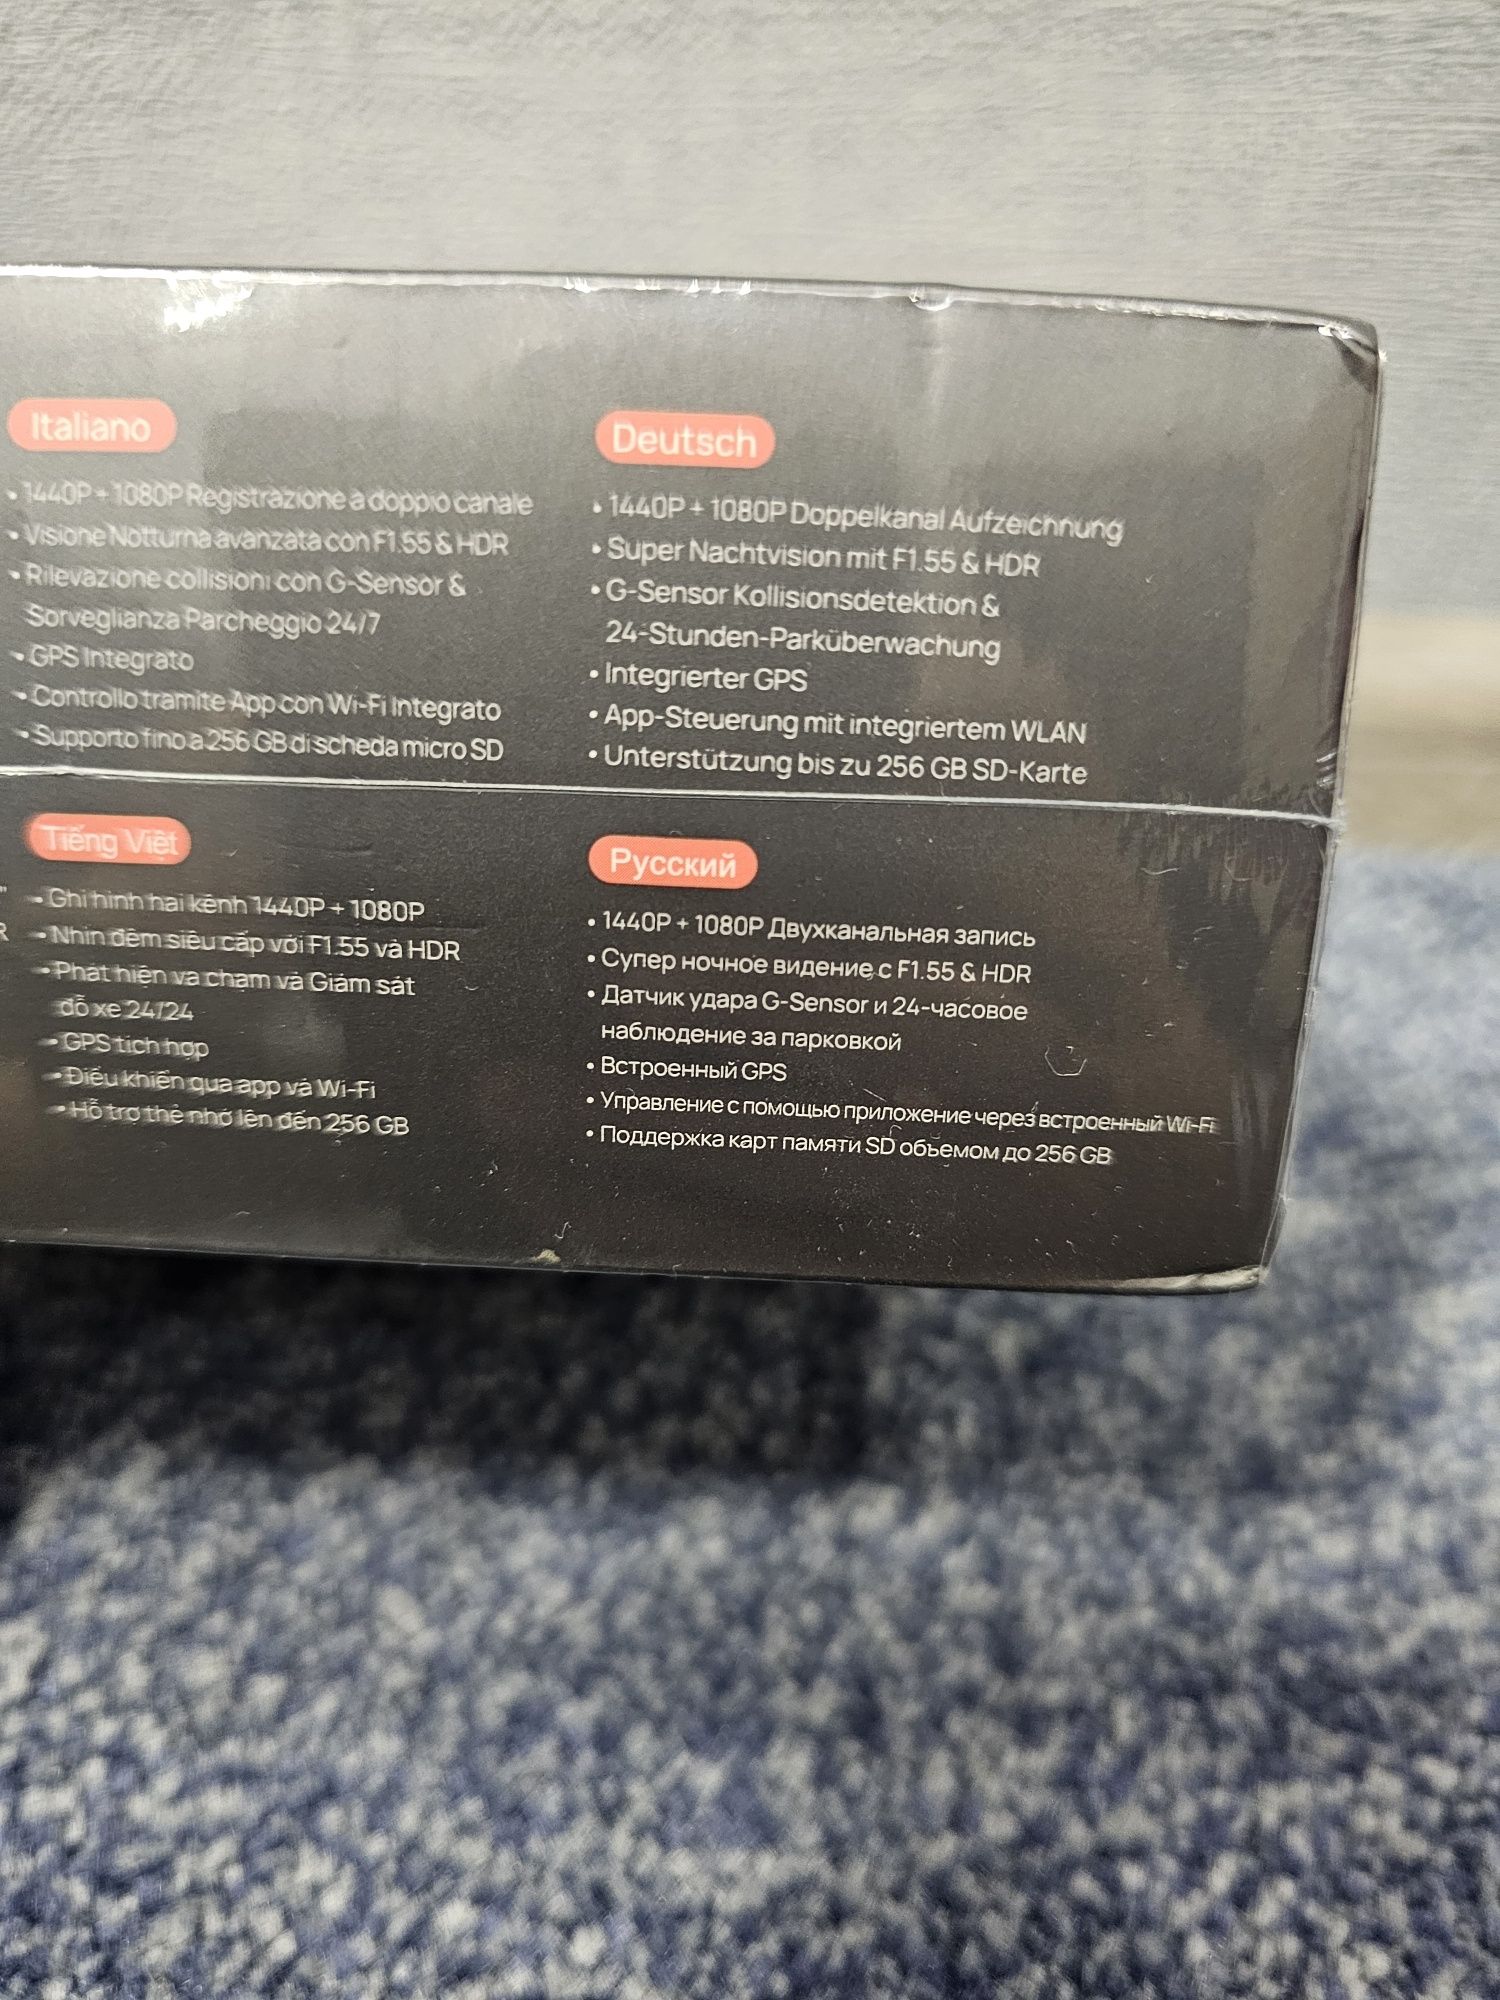 Italiano
• 1440P + 1080P Registrazione a doppio canale
• Visione Notturna avanzata con F1.55 & HDR
• Rilevazione collisioni con G-Sensor &
Sorveglianza Parcheggio 24/7
• GPS Integrato
• Controllo tramite App con Wi-Fi Integrato
• Supporto fino a 256 GB di scheda micro SD
Deutsch
• 1440P + 1080P Doppelkanal Aufzeichnung
• Super Nachtvision mit F1.55 & HDR
• G-Sensor Kollisionsdetektion &
24-Stunden-Parküberwachung
• Integrierter GPS
• App-Steuerung mit integriertem WLAN
• Unterstützung bis zu 256 GB SD-Karte
Tiếng Việt
• Ghi hình hai kênh 1440P + 1080P
• Nhìn đêm siêu cấp với F1.55 và HDR
• Phát hiện va chạm và Giám sát
đỗ xe 24/24
• GPS tích hợp
• Điều khiển qua app và Wi-Fi
• Hỗ trợ thẻ nhớ lên đến 256 GB
Русский
• 1440P + 1080P Двухканальная запись
• Супер ночное видение с F1.55 & HDR
• Датчик удара G-Sensor и 24-часовое
наблюдение за парковкой
• Встроенный GPS
• Управление с помощью приложение через встроенный Wi-Fi
• Поддержка карт памяти SD объемом до 256 GB